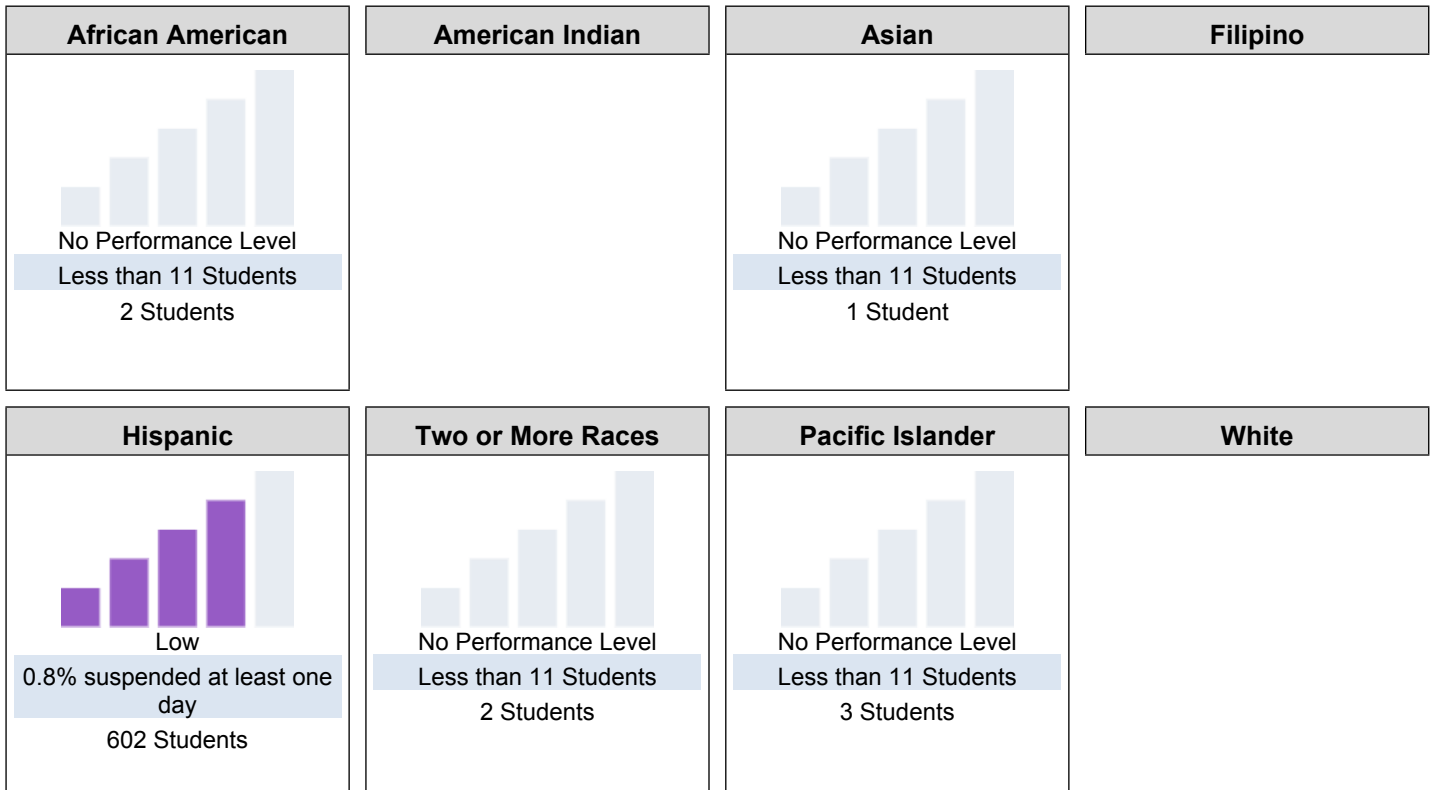 African American
American Indian
Asian
Filipino
No Performance Level
Less than 11 Students
2 Students
No Performance Level
Less than 11 Students
1 Student
Hispanic
Two or More Races
Pacific Islander
White
Low
0.8% suspended at least one
day
602 Students
No Performance Level
Less than 11 Students
2 Students
No Performance Level
Less than 11 Students
3 Students